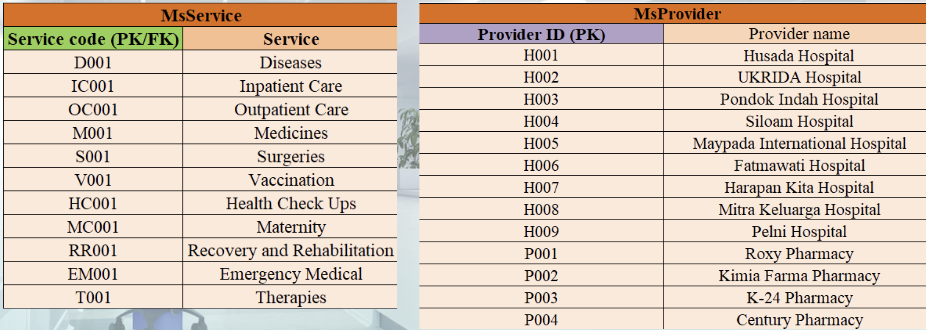 MsService
Service code (PK/FK) Service
D001 Diseases
IC001 Inpatient Care
OC001 Outpatient Care
M001 Medicines
S001 Surgeries
V001 Vaccination
HC001 Health Check Ups
MC001 Maternity
RR001 Recovery and Rehabilitation
EM001 Emergency Medical
T001 Therapies
MsProvider
Provider ID (PK) Provider name
H001 Husada Hospital
H002 UKRIDA Hospital
H003 Pondok Indah Hospital
H004 Siloam Hospital
H005 Maypada International Hospital
H006 Fatmawati Hospital
H007 Harapan Kita Hospital
H008 Mitra Keluarga Hospital
H009 Pelni Hospital
P001 Roxy Pharmacy
P002 Kimia Farma Pharmacy
P003 K-24 Pharmacy
P004 Century Pharmacy